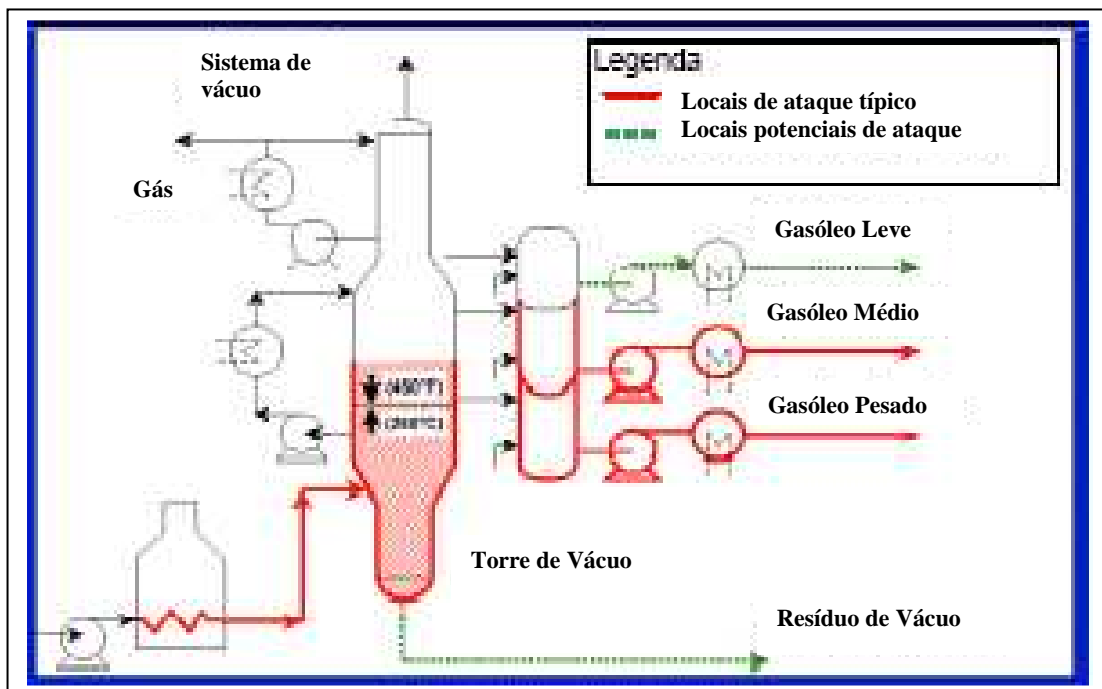 Sistema de
vácuo
Legenda
Locais de ataque típico
Locais potenciais de ataque
Gás
Gasóleo Leve
Gasóleo Médio
Gasóleo Pesado
Torre de Vácuo
Resíduo de Vácuo